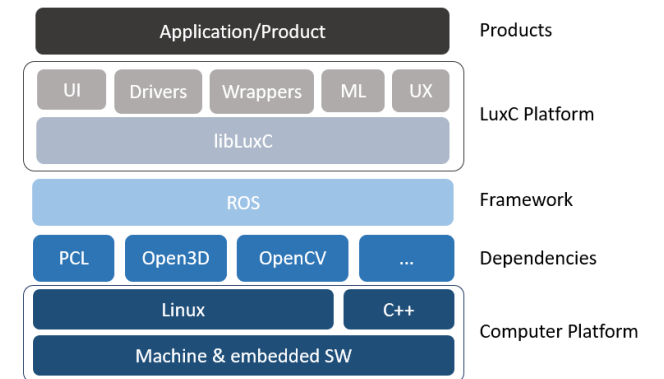 Application/Product
Products
UI Drivers Wrappers ML UX
LuxC Platform
libLuxC
ROS
Framework
PCL Open3D OpenCV ...
Dependencies
Linux C++
Computer Platform
Machine & embedded SW